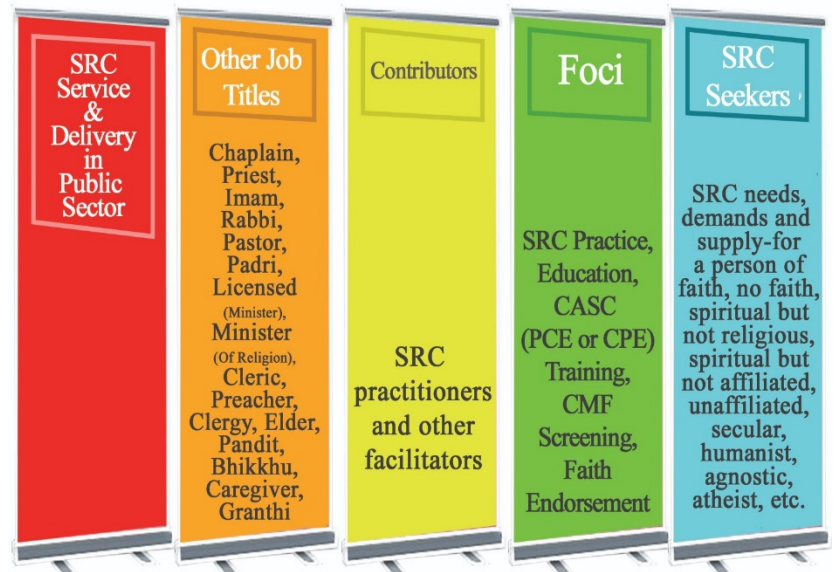 SRC
Service
&
Delivery
in
Public
Sector
Other Job
Titles
Chaplain,
Priest,
Imam,
Rabbi,
Pastor,
Padri,
Licensed
(Minister),
Minister
(Of Religion),
Cleric,
Preacher,
Clergy, Elder,
Pandit,
Bhikkhu,
Caregiver,
Granthi
Contributors
SRC
practitioners
and other
facilitators
Foci
SRC Practice,
Education,
CASC
(PCE or CPE)
Training,
CMF
Screening,
Faith
Endorsement
SRC
Seekers
SRC needs,
demands and
supply-for
a person of
faith, no faith,
spiritual but
not religious,
spiritual but
not affiliated,
unaffiliated,
secular,
humanist,
agnostic,
atheist, etc.